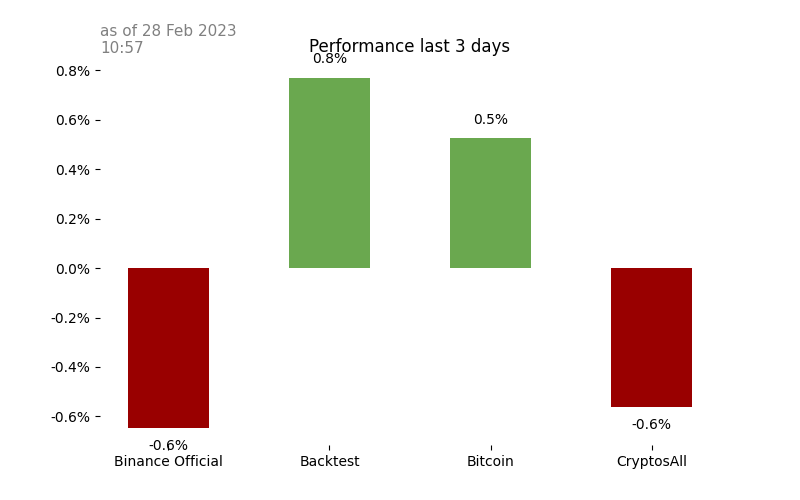 as of 28 Feb 2023
10:57
Performance last 3 days
0.8%
0.8%
0.6%
0.5%
0.4%
0.2%
0.0%
-0.2%
-0.4%
-0.6%
-0.6%
-0.6%
Binance Official
Backtest
Bitcoin
CryptosAll